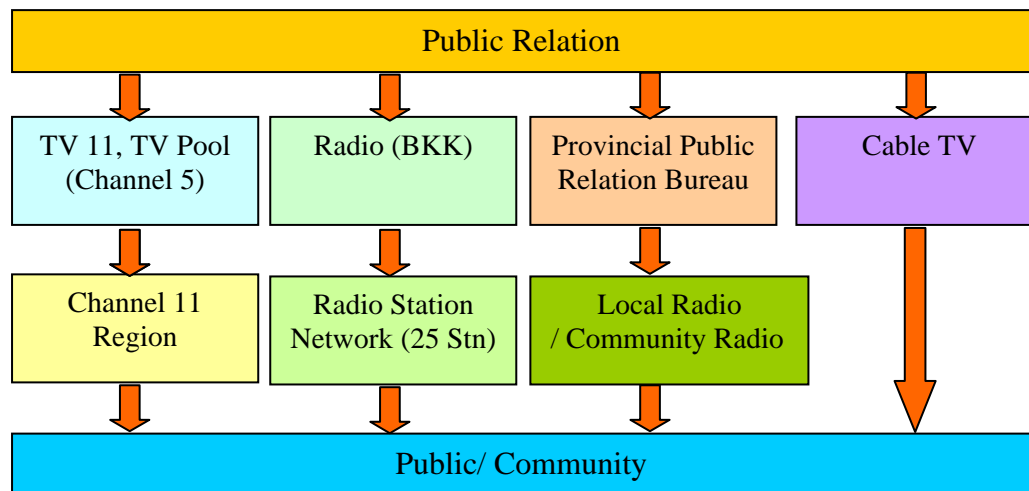 Public Relation
TV 11, TV Pool
(Channel 5)
Radio (BKK)
Provincial Public
Relation Bureau
Cable TV
Channel 11
Region
Radio Station
Network (25 Stn)
Local Radio
/ Community Radio
Public/ Community